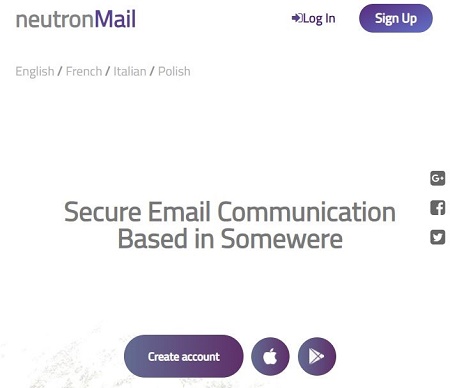 neutronMail
Log In
Sign Up
English / French / Italian / Polish
G+
Secure Email Communication
Based in Somewere
Create account